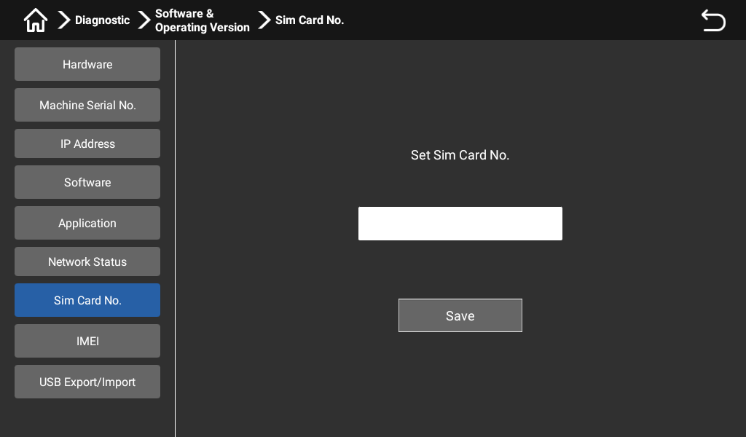 Diagnostic
Software &
Operating Version
Sim Card No.
Hardware
Machine Serial No.
IP Address
Software
Application
Network Status
Sim Card No.
IMEI
USB Export/Import
Set Sim Card No.
Save